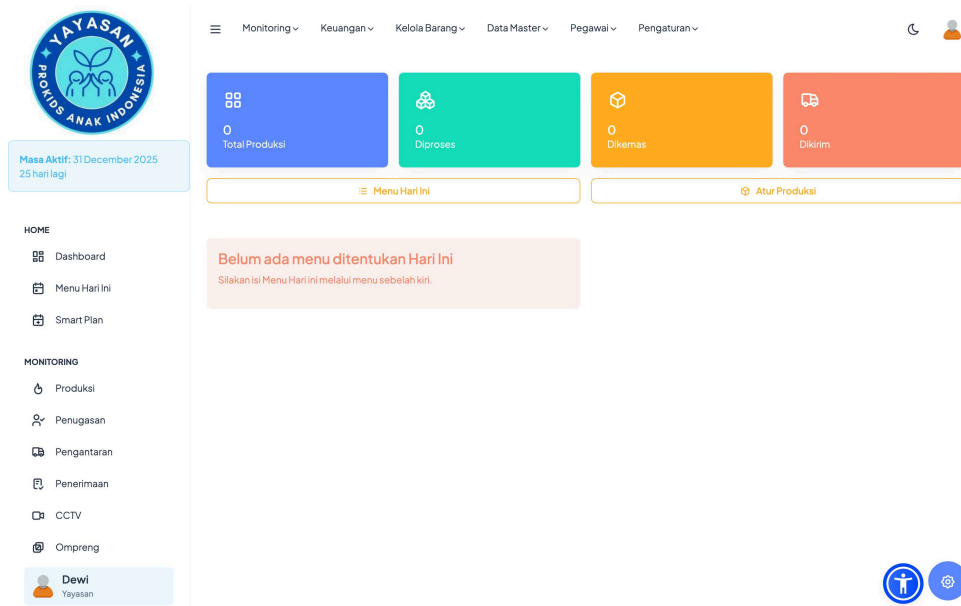 YAYASAN
PROKIDS ANAK INDONESIA
Masa Aktif: 31 December 2025
25 hari lagi
HOME
Dashboard
Menu Hari Ini
Smart Plan
MONITORING
Produksi
Penugasan
Pengantaran
Penerimaan
CCTV
Ompreng
Dewi
Yayasan
Monitoring
Keuangan
Kelola Barang
Data Master
Pegawai
Pengaturan
0
Total Produksi
0
Diproses
0
Dikemas
0
Dikirim
Menu Hari Ini
Atur Produksi
Belum ada menu ditentukan Hari Ini
Silakan isi Menu Hari ini melalui menu sebelah kiri.